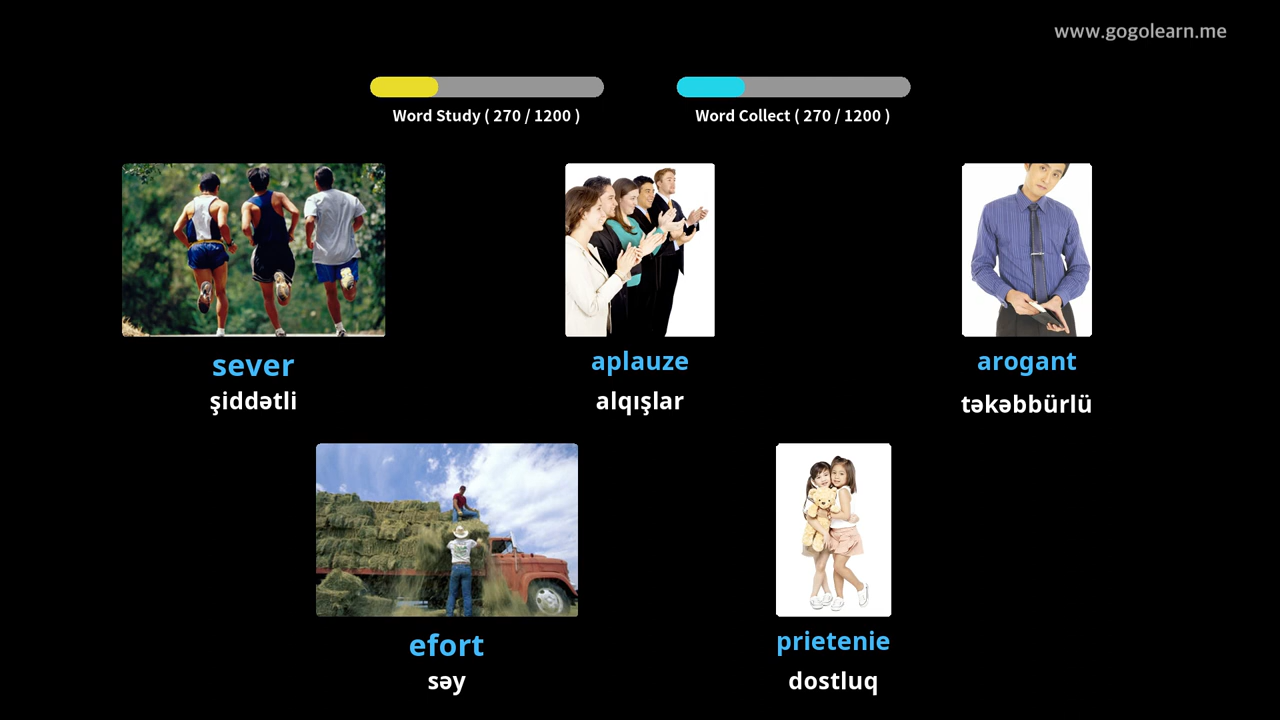 www.gogolearn.me
Word Study ( 270 / 1200 )
Word Collect ( 270 / 1200 )
sever
şiddətli
aplauze
alqışlar
arogant
təkəbbürlü
efort
səy
prietenie
dostluq